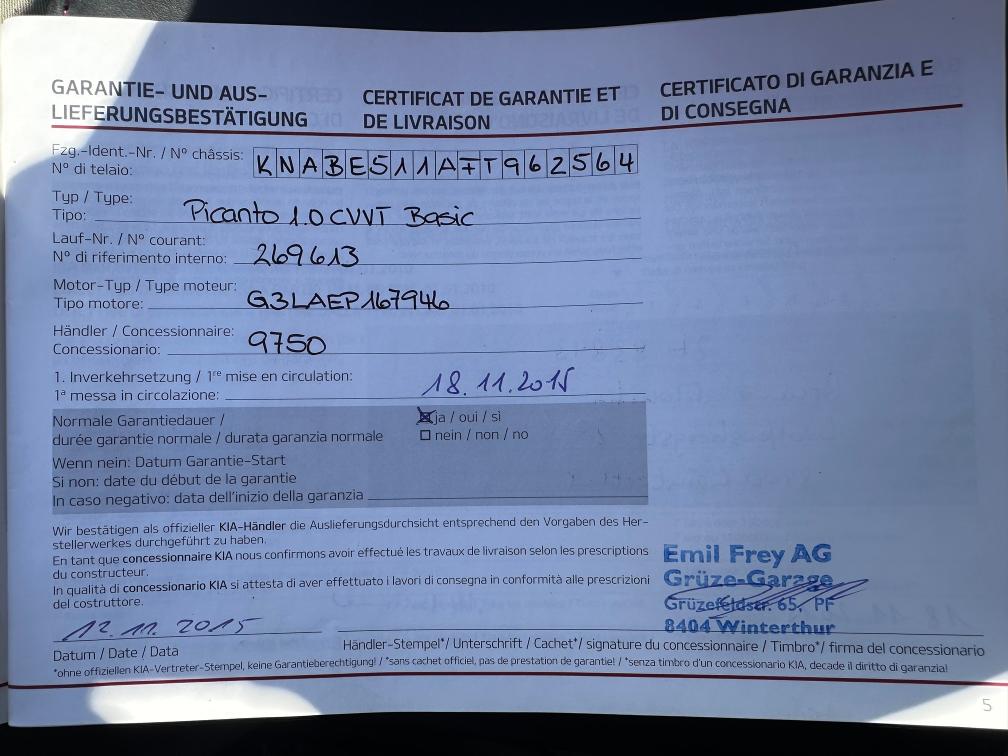 GARANTIE- UND AUS-
LIEFERUNGSBESTÄTIGUNG
CERTIFICAT DE GARANTIE ET
DE LIVRAISON
CERTIFICATO DI GARANZIA E
DI CONSEGNA
Fzg.-Ident.-Nr. / N° châssis:
N° di telaio:
KNABE511AFT962564
Typ / Type:
Tipo: Picanto 1.0 CVVT Basic
Lauf-Nr. / N° courant:
N° di riferimento interno: 269613
Motor-Typ / Type moteur:
Tipo motore: G3LAEP167946
Händler / Concessionnaire:
Concessionario: 9750
1. Inverkehrsetzung / 1re mise en circulation:
1a messa in circolazione: 18.11.2015
Normale Garantiedauer /
durée garantie normale / durata garanzia normale
☒ ja / oui / sì
☐ nein / non / no
Wenn nein: Datum Garantie-Start
Si non: date du début de la garantie
In caso negativo: data dell'inizio della garanzia
Wir bestätigen als offizieller KIA-Händler die Auslieferungsdurchsicht entsprechend den Vorgaben des Her-
stellerwerkes durchgeführt zu haben.
En tant que concessionnaire KIA nous confirmons avoir effectué les travaux de livraison selon les prescriptions
du constructeur.
In qualità di concessionario KIA si attesta di aver effettuato i lavori di consegna in conformità alle prescrizioni
del costruttore.
Emil Frey AG
Grüze-Garage
Grüzefeldstr. 65, PF
8404 Winterthur
12.11.2015
Datum / Date / Data
Händler-Stempel*/ Unterschrift / Cachet*/ signature du concessionnaire / Timbro*/ firma del concessionario
*ohne offiziellen KIA-Vertreter-Stempel, keine Garantieberechtigung! / *sans cachet officiel, pas de prestation de garantie! / *senza timbro d'un concessionario KIA, decade il diritto di garanzia!
5